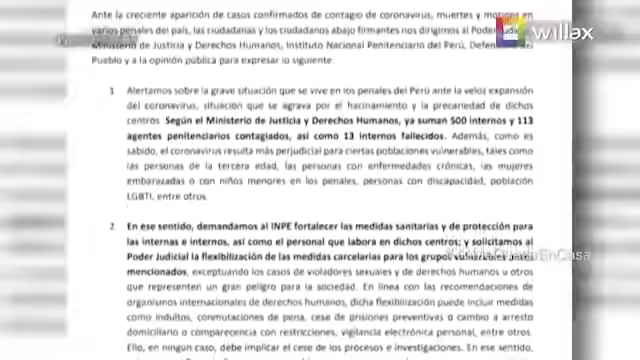 willax
Ante la creciente aparición de casos confirmados de contagio de coronavirus, muertes y motines en
varios penales del país, las ciudadanas y los ciudadanos abajo firmantes nos dirigimos al Poder Judicial,
Ministerio de Justicia y Derechos Humanos, Instituto Nacional Penitenciario del Perú, Defensoría del
Pueblo y a la opinión pública para expresar lo siguiente:
1. Alertamos sobre la grave situación que se vive en los penales del Perú ante la veloz expansión
del coronavirus, situación que se agrava por el hacinamiento y la precariedad de dichos
centros. Según el Ministerio de Justicia y Derechos Humanos, ya suman 500 internos y 113
agentes penitenciarios contagiados, así como 13 internos fallecidos. Además, como es
sabido, el coronavirus resulta más perjudicial para ciertas poblaciones vulnerables, tales como
las personas de la tercera edad, las personas con enfermedades crónicas, las mujeres
embarazadas o con niños menores en los penales, personas con discapacidad, población
LGBTI, entre otros.
2. En ese sentido, demandamos al INPE fortalecer las medidas sanitarias y de protección para
las internas e internos, así como el personal que labora en dichos centros; y solicitamos al
Poder Judicial la flexibilización de las medidas carcelarias para los grupos vulnerables antes
mencionados, exceptuando los casos de violadores sexuales y de derechos humanos u otros
que representen un gran peligro para la sociedad. En línea con las recomendaciones de
organismos internacionales de derechos humanos, dicha flexibilización puede incluir medidas
como indultos, conmutaciones de pena, cese de prisiones preventivas o cambio a arresto
domiciliario o comparecencia con restricciones, vigilancia electrónica personal, entre otros.
Ello, en ningún caso, debe implicar el cese de los procesos e investigaciones. En ese sentido,